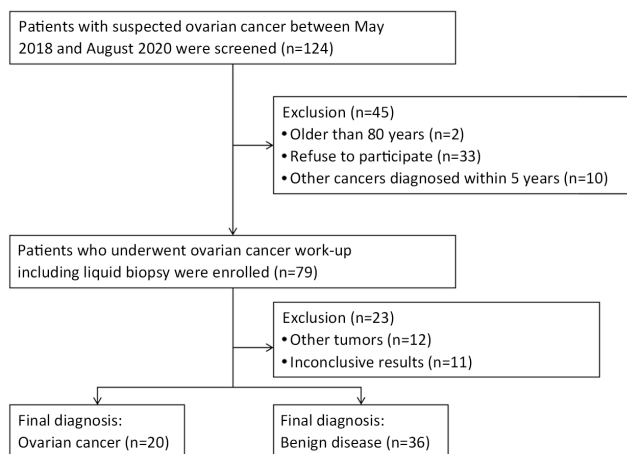 Patients with suspected ovarian cancer between May
2018 and August 2020 were screened (n=124)
Exclusion (n=45)
• Older than 80 years (n=2)
• Refuse to participate (n=33)
• Other cancers diagnosed within 5 years (n=10)
Patients who underwent ovarian cancer work-up
including liquid biopsy were enrolled (n=79)
Exclusion (n=23)
• Other tumors (n=12)
• Inconclusive results (n=11)
Final diagnosis:
Ovarian cancer (n=20)
Final diagnosis:
Benign disease (n=36)